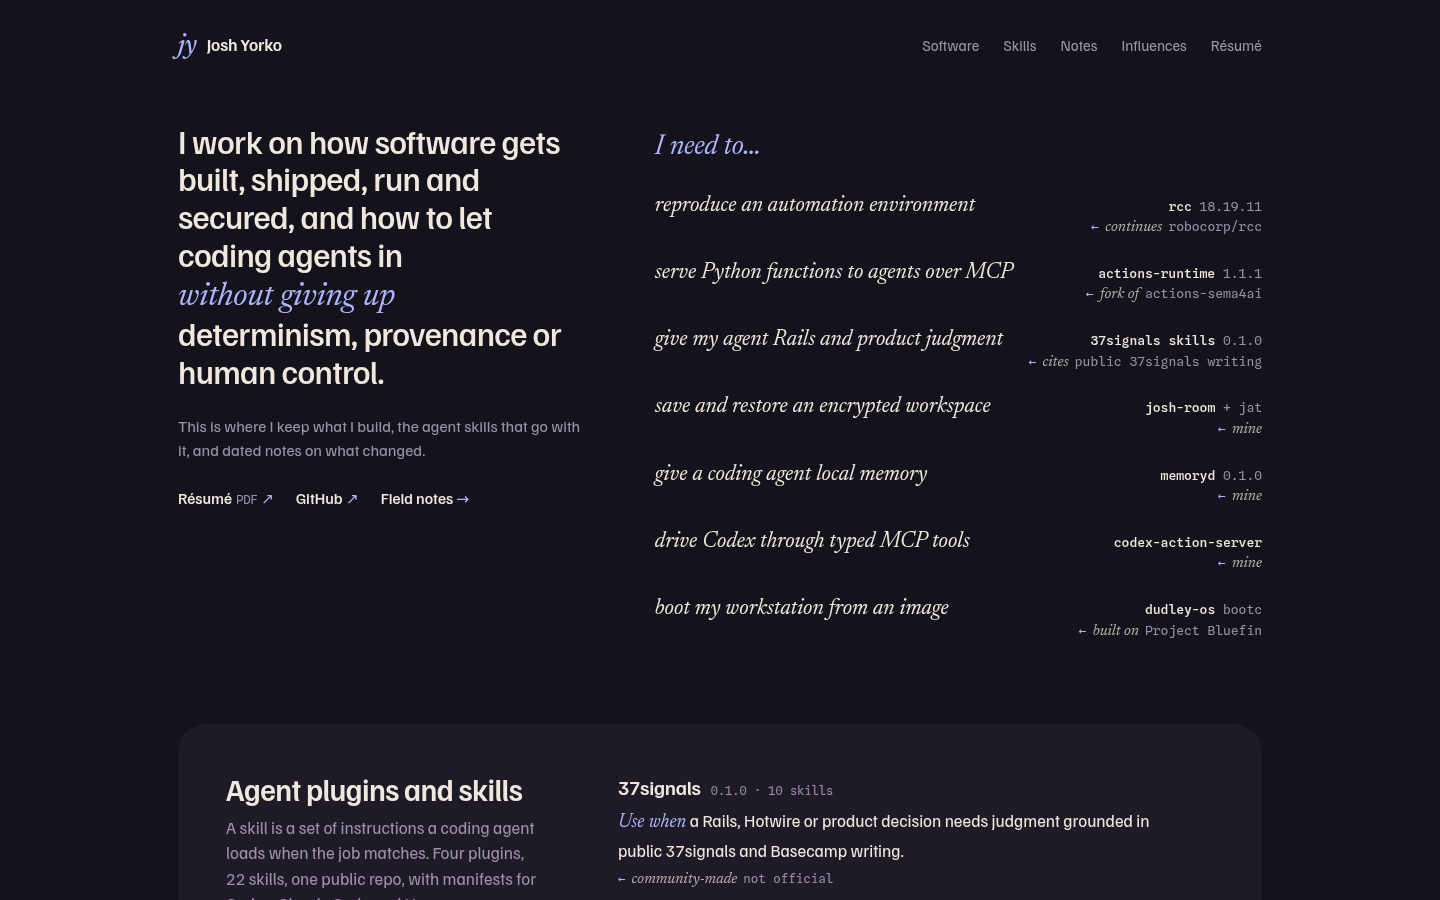 jy Josh Yorko
Software Skills Notes Influences Résumé
I work on how software gets
built, shipped, run and
secured, and how to let
coding agents in
without giving up
determinism, provenance or
human control.
This is where I keep what I build, the agent skills that go with
it, and dated notes on what changed.
Résumé PDF ↗ GitHub ↗ Field notes →
I need to...
reproduce an automation environment
rcc 18.19.11
← continues robocorp/rcc
serve Python functions to agents over MCP
actions-runtime 1.1.1
← fork of actions-sema4ai
give my agent Rails and product judgment
37signals skills 0.1.0
← cites public 37signals writing
save and restore an encrypted workspace
josh-room + jat
← mine
give a coding agent local memory
memoryd 0.1.0
← mine
drive Codex through typed MCP tools
codex-action-server
← mine
boot my workstation from an image
dudley-os bootc
← built on Project Bluefin
Agent plugins and skills
A skill is a set of instructions a coding agent
loads when the job matches. Four plugins,
22 skills, one public repo, with manifests for
37signals 0.1.0 · 10 skills
Use when a Rails, Hotwire or product decision needs judgment grounded in
public 37signals and Basecamp writing.
← community-made not official